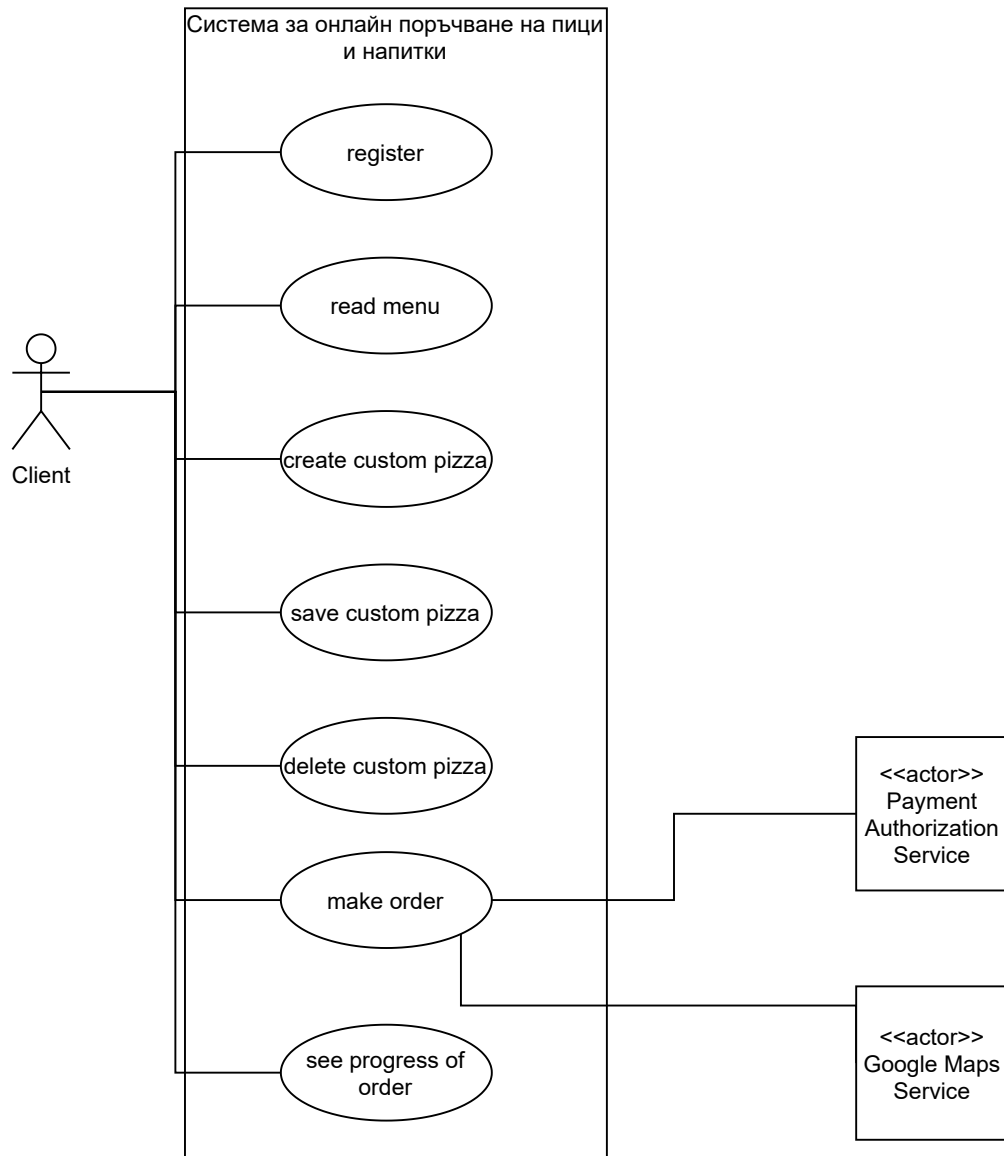 Система за онлайн поръчване на пици
и напитки
register
read menu
Client
create custom pizza
save custom pizza
delete custom pizza
<<actor>>
Payment
Authorization
Service
make order
<<actor>>
Google Maps
Service
see progress of
order